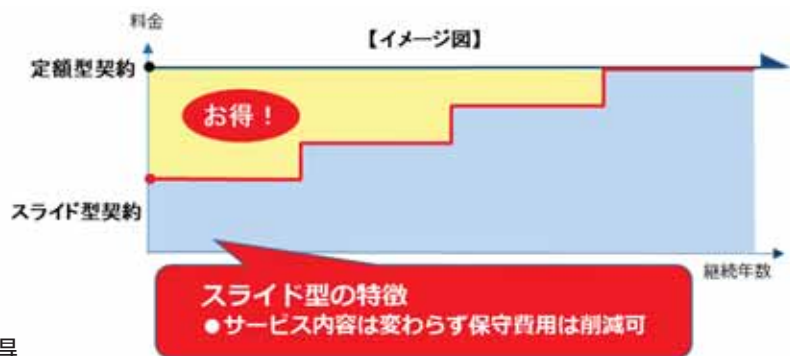 料金
【イメージ図】
定額型契約
お得！
スライド型契約
継続年数
スライド型の特徴
●サービス内容は変わらず保守費用は削減可
得